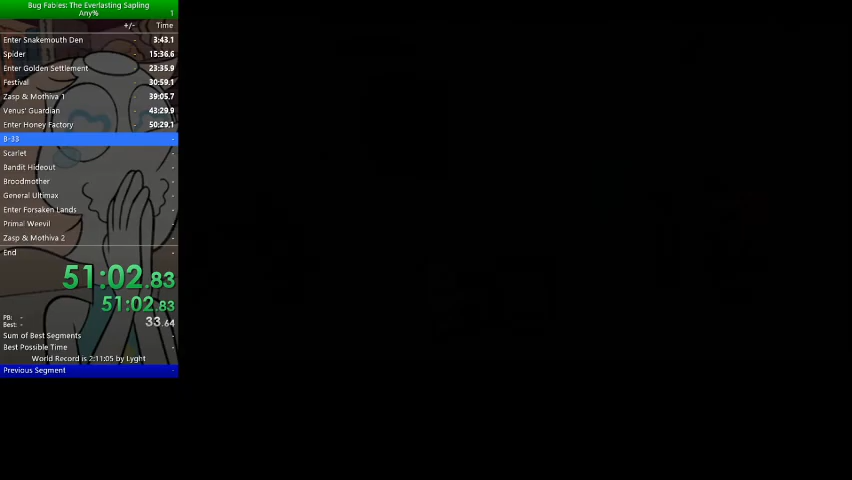 Bug Fables: The Everlasting Sapling
Any% 1
+/- Time
Enter Snakemouth Den - 3:43.1
Spider - 15:36.6
Enter Golden Settlement - 23:35.9
Festival - 30:59.1
Zasp & Mothiva 1 - 39:05.7
Venus' Guardian - 43:29.9
Enter Honey Factory - 50:29.1
B-33 -
Scarlet -
Bandit Hideout -
Broodmother -
General Ultimax -
Enter Forsaken Lands -
Primal Weevil -
Zasp & Mothiva 2 -
End -
51:02.83
51:02.83
PB: -
Best: - 33.64
Sum of Best Segments -
Best Possible Time -
World Record is 2:11:05 by Lyght
Previous Segment -